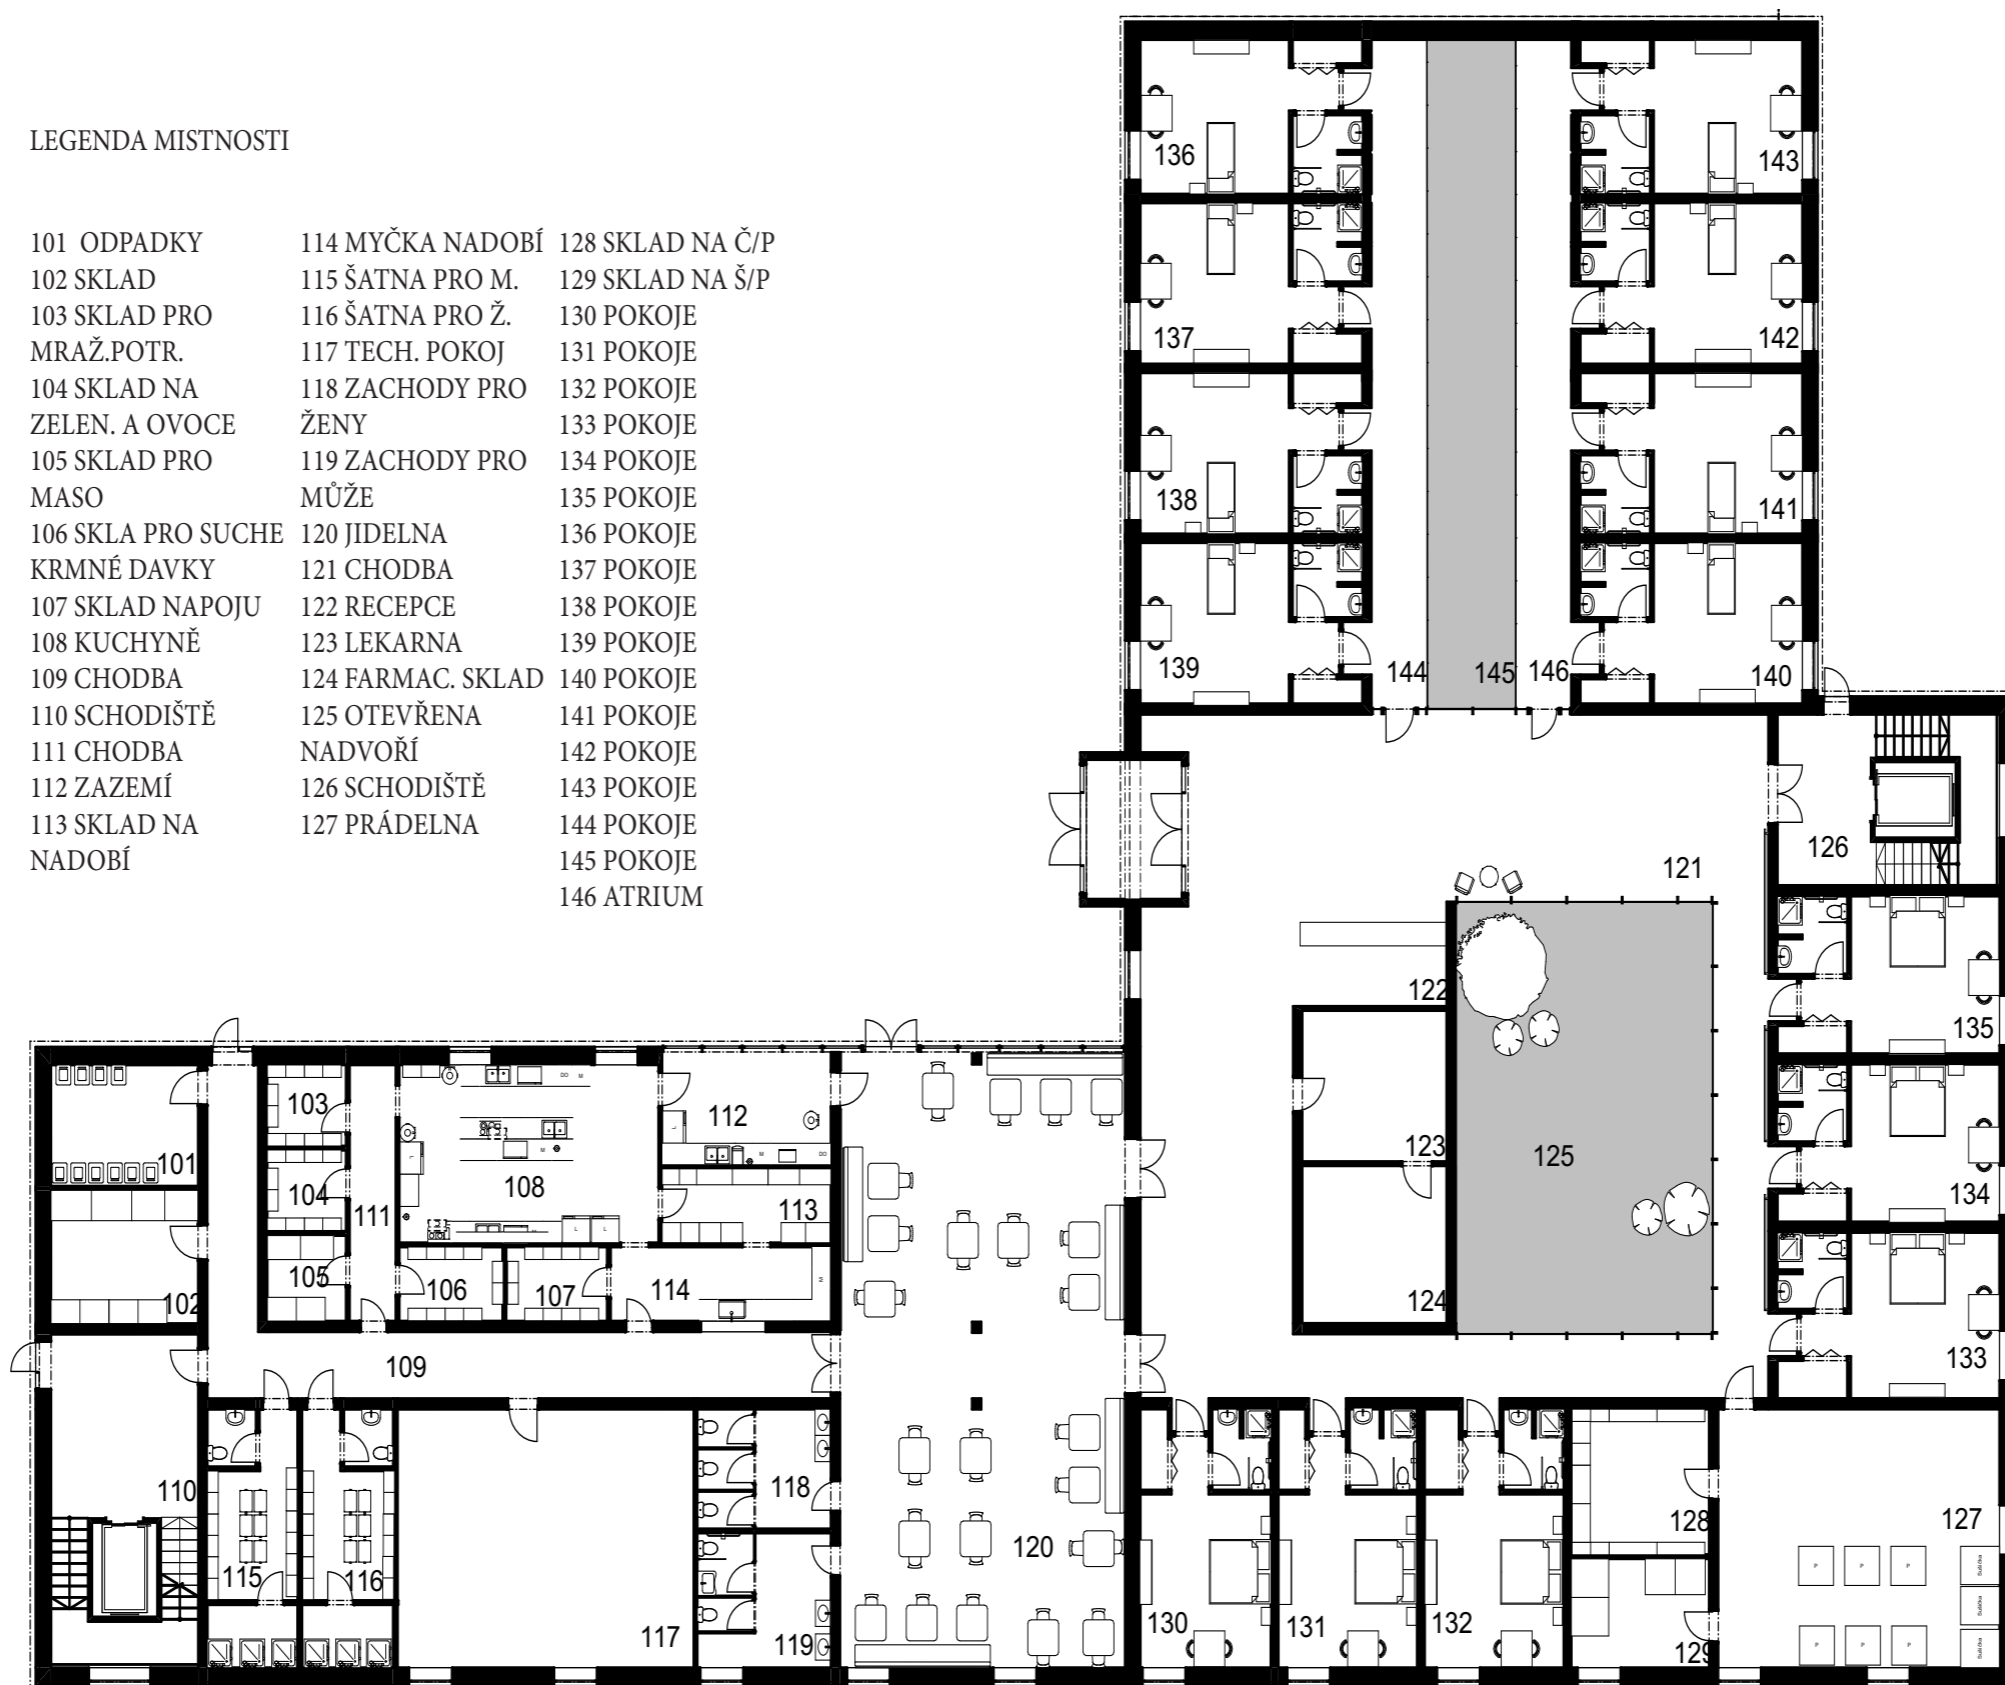 LEGENDA MISTNOSTI
101 ODPADKY
102 SKLAD
103 SKLAD PRO
MRAŽ.POTR.
104 SKLAD NA
ZELEN. A OVOCE
105 SKLAD PRO
MASO
106 SKLA PRO SUCHE
KRMNÉ DAVKY
107 SKLAD NAPOJU
108 KUCHYNĚ
109 CHODBA
110 SCHODIŠTĚ
111 CHODBA
112 ZAZEMÍ
113 SKLAD NA
NADOBÍ
114 MYČKA NADOBÍ
115 ŠATNA PRO M.
116 ŠATNA PRO Ž.
117 TECH. POKOJ
118 ZACHODY PRO
ŽENY
119 ZACHODY PRO
MŮŽE
120 JIDELNA
121 CHODBA
122 RECEPCE
123 LEKARNA
124 FARMAC. SKLAD
125 OTEVŘENA
NADVOŘÍ
126 SCHODIŠTĚ
127 PRÁDELNA
128 SKLAD NA Č/P
129 SKLAD NA Š/P
130 POKOJE
131 POKOJE
132 POKOJE
133 POKOJE
134 POKOJE
135 POKOJE
136 POKOJE
137 POKOJE
138 POKOJE
139 POKOJE
140 POKOJE
141 POKOJE
142 POKOJE
143 POKOJE
144 POKOJE
145 POKOJE
146 ATRIUM
136
143
137
142
138
141
139
144
145
146
140
126
121
122
135
103
112
101
123
125
134
104
108
111
113
105
106
107
114
102
124
133
109
110
118
128
127
120
115
116
130
131
132
117
119
129
DO
M
L
M
L
M
DO
L
L
M
P
P
P
P
P
P
Sušička
Sušička
Sušička